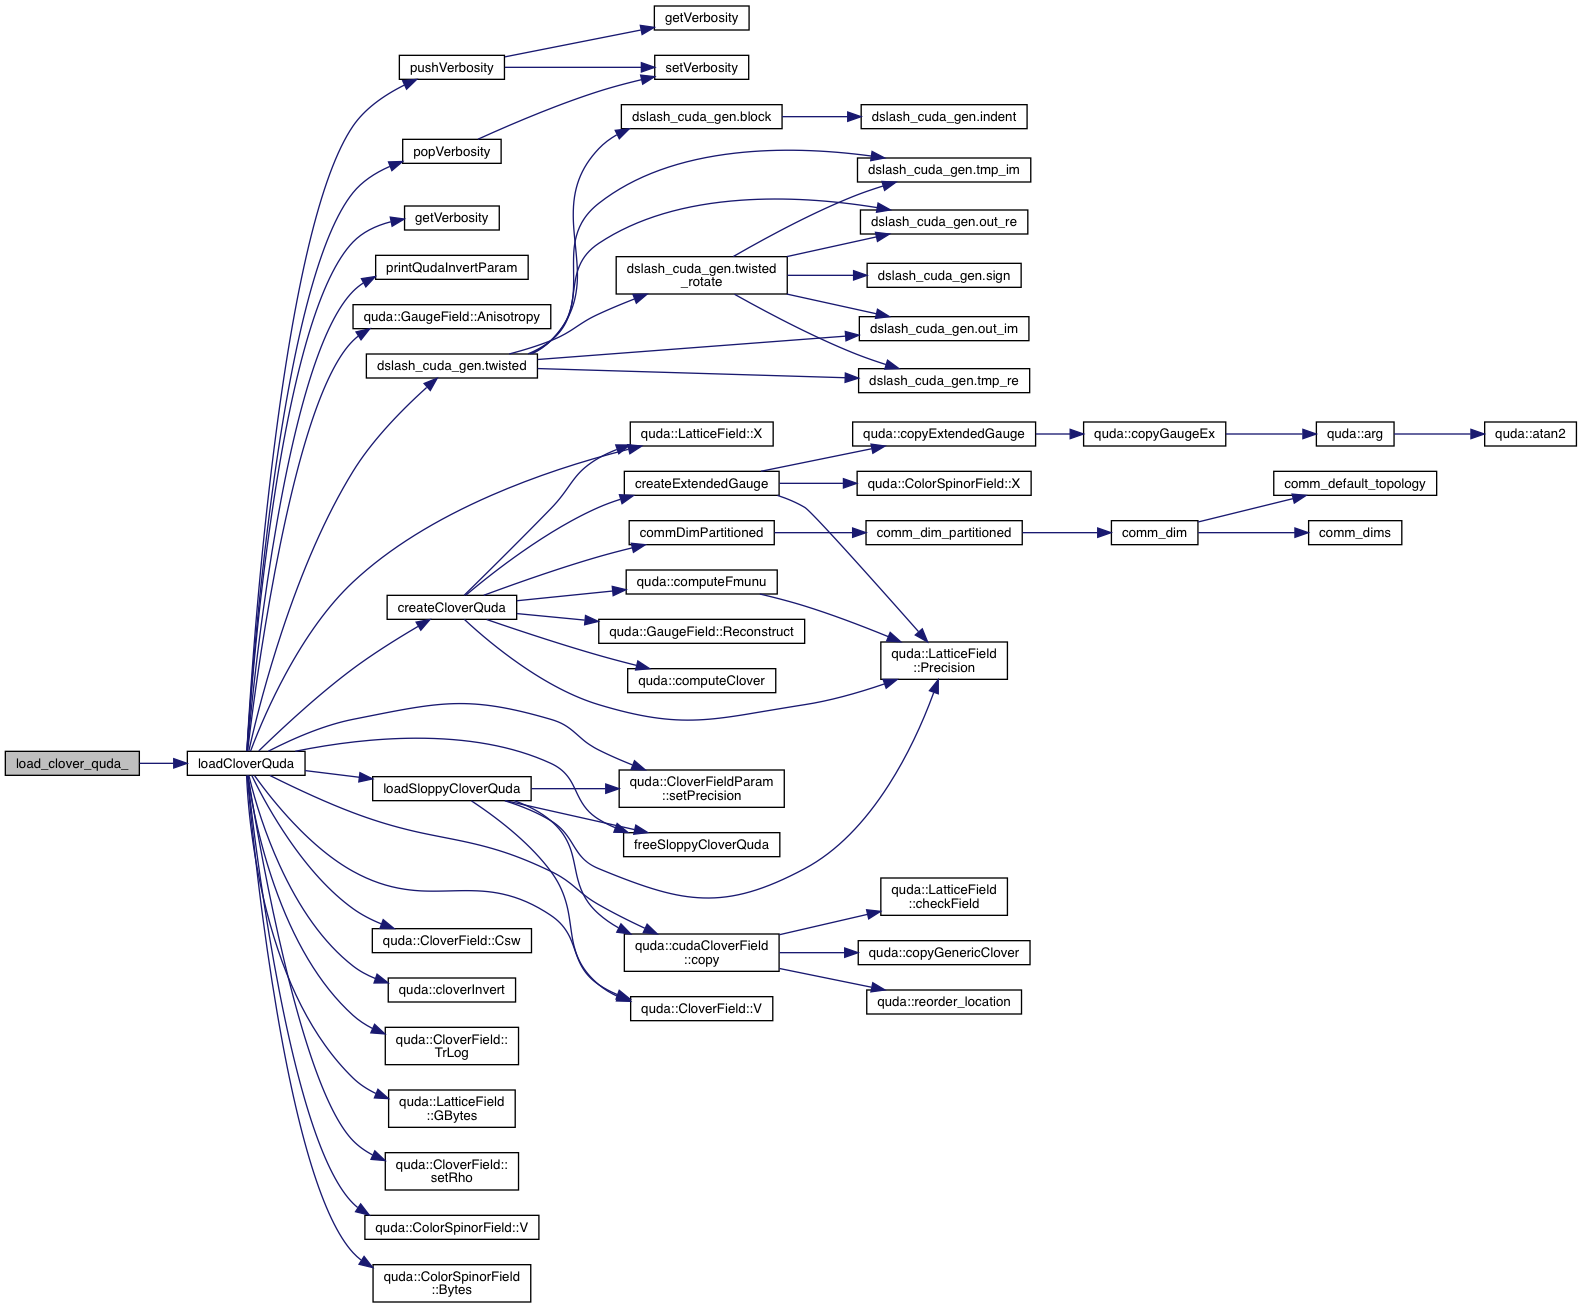 getVerbosity
pushVerbosity
setVerbosity
dslash_cuda_gen.block
dslash_cuda_gen.indent
popVerbosity
dslash_cuda_gen.tmp_im
getVerbosity
dslash_cuda_gen.out_re
printQudaInvertParam
dslash_cuda_gen.twisted
_rotate
dslash_cuda_gen.sign
quda::GaugeField::Anisotropy
dslash_cuda_gen.out_im
dslash_cuda_gen.twisted
dslash_cuda_gen.tmp_re
quda::LatticeField::X
quda::copyExtendedGauge
quda::copyGaugeEx
quda::arg
quda::atan2
createExtendedGauge
quda::ColorSpinorField::X
comm_default_topology
commDimPartitioned
comm_dim_partitioned
comm_dim
comm_dims
quda::computeFmunu
createCloverQuda
quda::GaugeField::Reconstruct
quda::LatticeField
::Precision
quda::computeClover
load_clover_quda_
loadCloverQuda
loadSloppyCloverQuda
quda::CloverFieldParam
::setPrecision
freeSloppyCloverQuda
quda::LatticeField
::checkField
quda::CloverField::Csw
quda::cudaCloverField
::copy
quda::copyGenericClover
quda::cloverInvert
quda::CloverField::V
quda::reorder_location
quda::CloverField::
TrLog
quda::LatticeField
::GBytes
quda::CloverField::
setRho
quda::ColorSpinorField::V
quda::ColorSpinorField
::Bytes